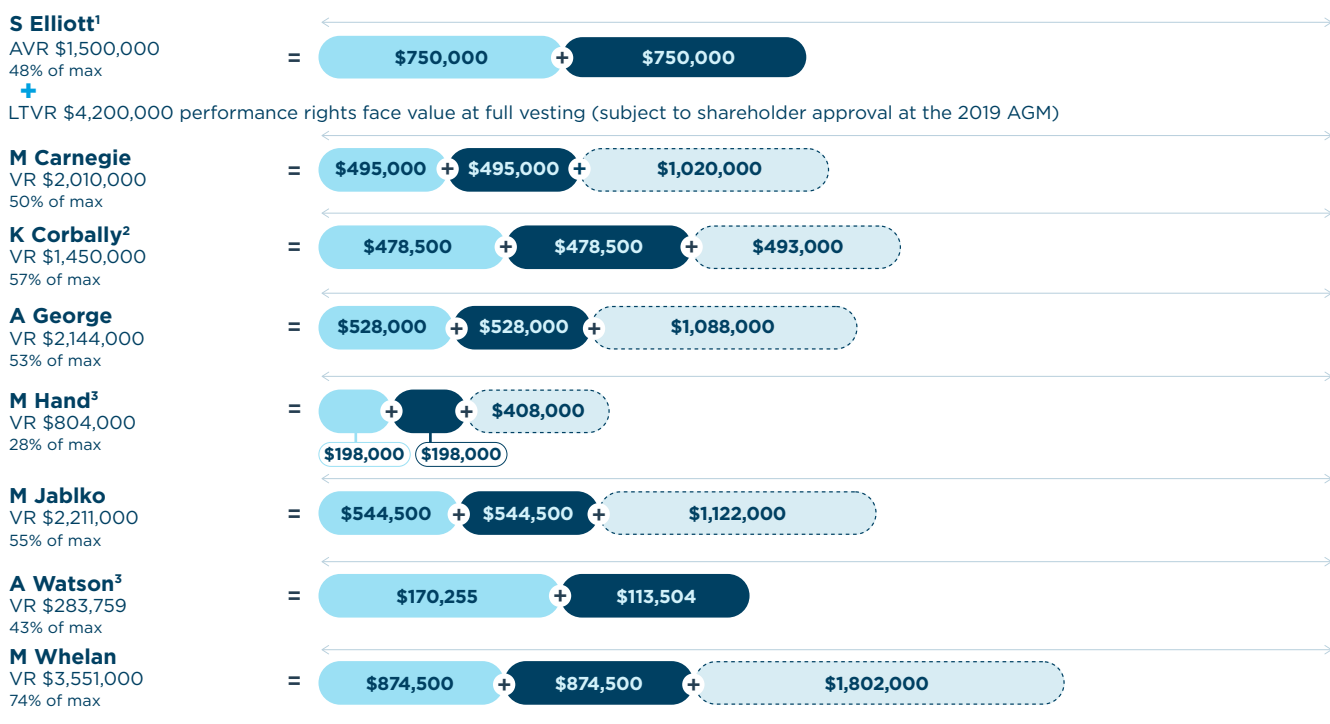 S Elliott¹
AVR $1,500,000
48% of max
= $750,000 + $750,000
+
LTVR $4,200,000 performance rights face value at full vesting (subject to shareholder approval at the 2019 AGM)
M Carnegie
VR $2,010,000
50% of max
= $495,000 + $495,000 + $1,020,000
K Corbally²
VR $1,450,000
57% of max
= $478,500 + $478,500 + $493,000
A George
VR $2,144,000
53% of max
= $528,000 + $528,000 + $1,088,000
M Hand³
VR $804,000
28% of max
= + + $408,000
$198,000 $198,000
M Jablko
VR $2,211,000
55% of max
= $544,500 + $544,500 + $1,122,000
A Watson³
VR $283,759
43% of max
= $170,255 + $113,504
M Whelan
VR $3,551,000
74% of max
= $874,500 + $874,500 + $1,802,000